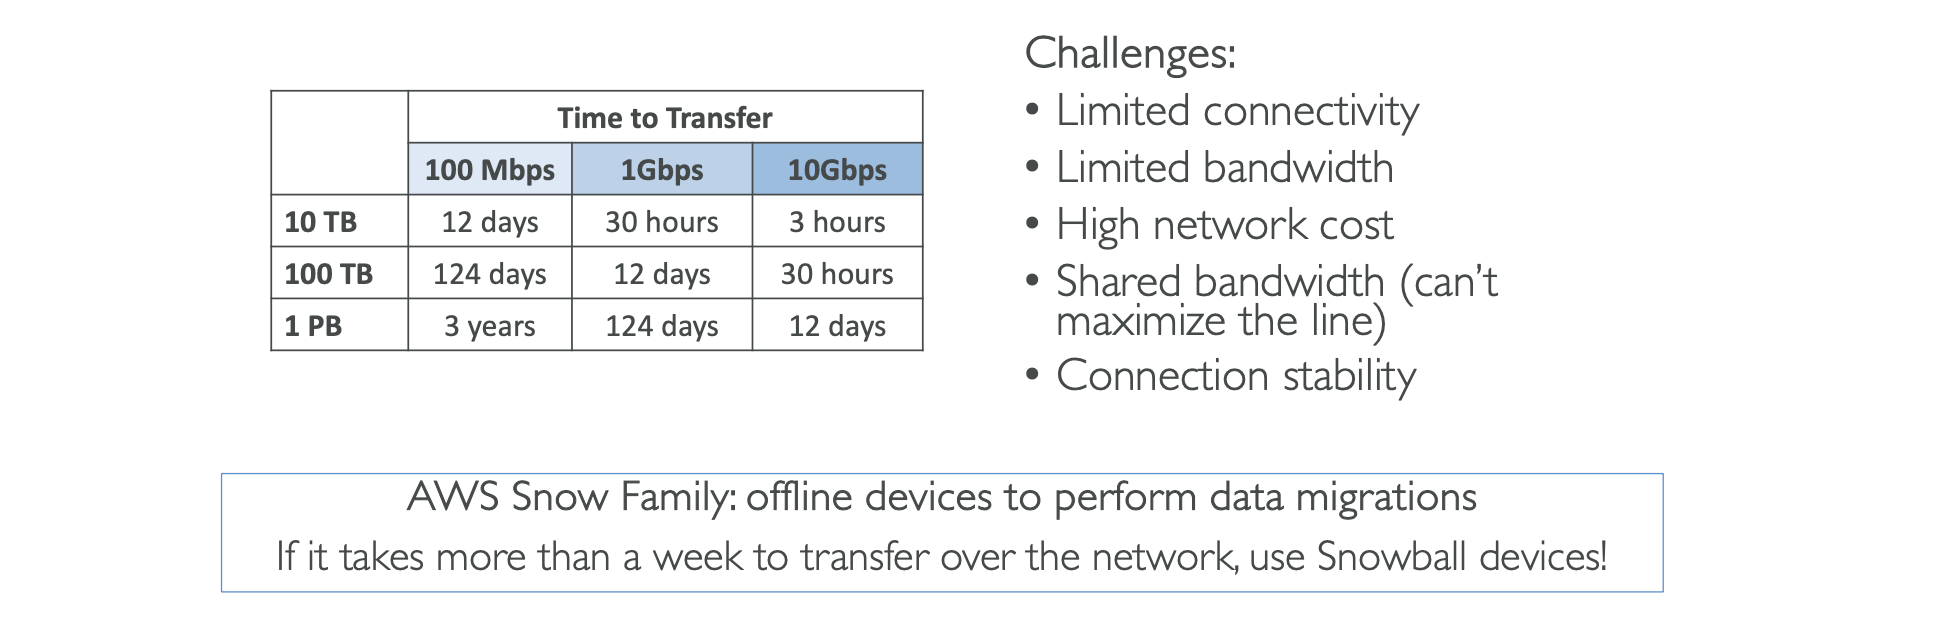 Time to Transfer
100 Mbps 1Gbps 10Gbps
10 TB 12 days 30 hours 3 hours
100 TB 124 days 12 days 30 hours
1 PB 3 years 124 days 12 days
Challenges:
• Limited connectivity
• Limited bandwidth
• High network cost
• Shared bandwidth (can’t
maximize the line)
• Connection stability
AWS Snow Family: offline devices to perform data migrations
If it takes more than a week to transfer over the network, use Snowball devices!